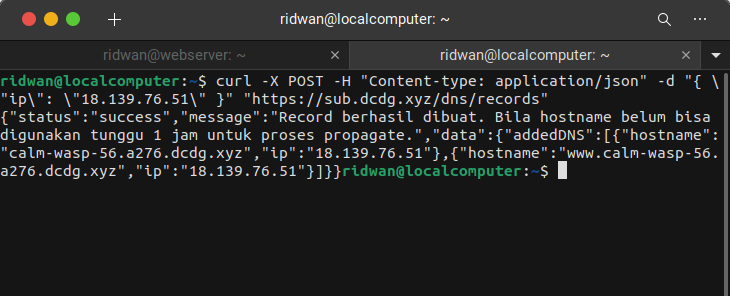 ridwan@localcomputer: ~
ridwan@webserver: ~
ridwan@localcomputer: ~
ridwan@localcomputer:~$ curl -X POST -H "Content-type: application/json" -d "{ \
"ip\": \"18.139.76.51\" }" "https://sub.dcdg.xyz/dns/records"
{"status":"success","message":"Record berhasil dibuat. Bila hostname belum bisa
digunakan tunggu 1 jam untuk proses propagate.","data":{"addedDNS":[{"hostname":
"calm-wasp-56.a276.dcdg.xyz","ip":"18.139.76.51"},{"hostname":"www.calm-wasp-56.
a276.dcdg.xyz","ip":"18.139.76.51"}]}}ridwan@localcomputer:~$